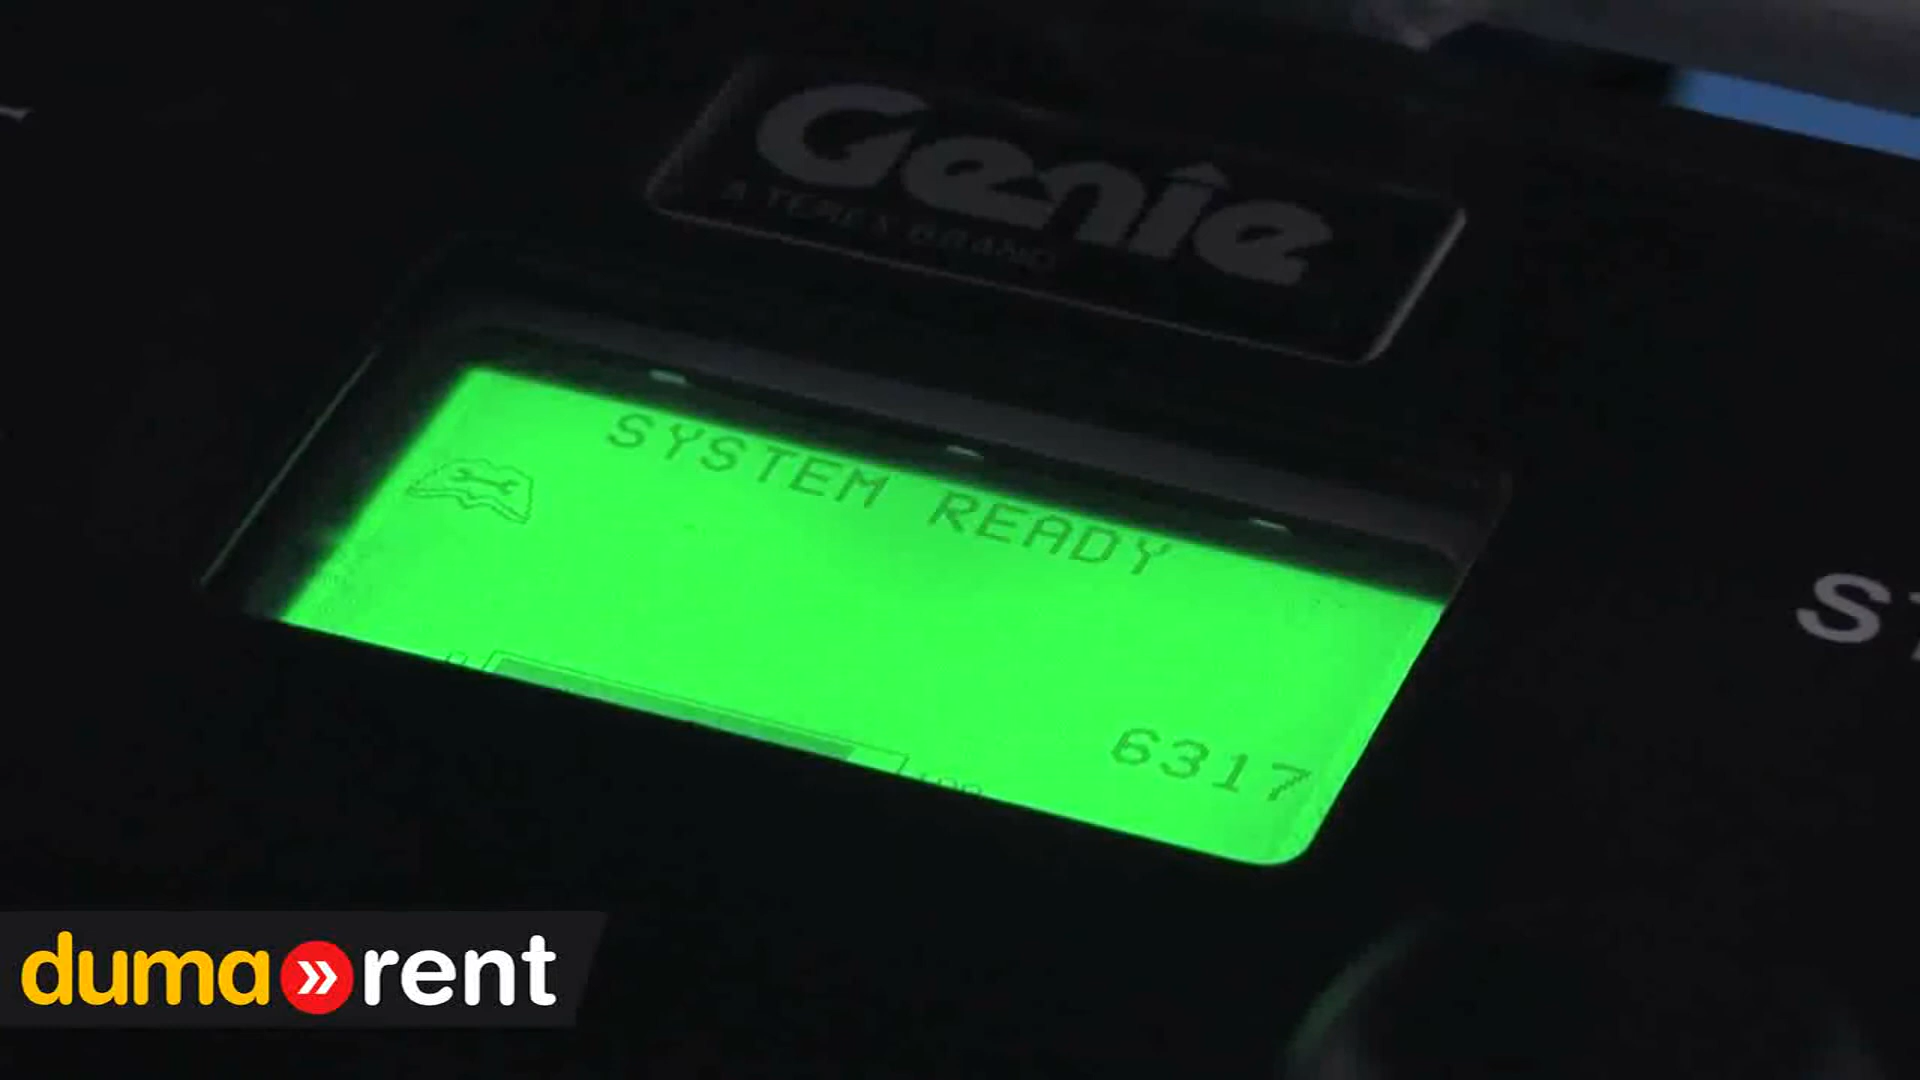 Genie
A TEREX BRAND
SYSTEM READY
6317
duma rent